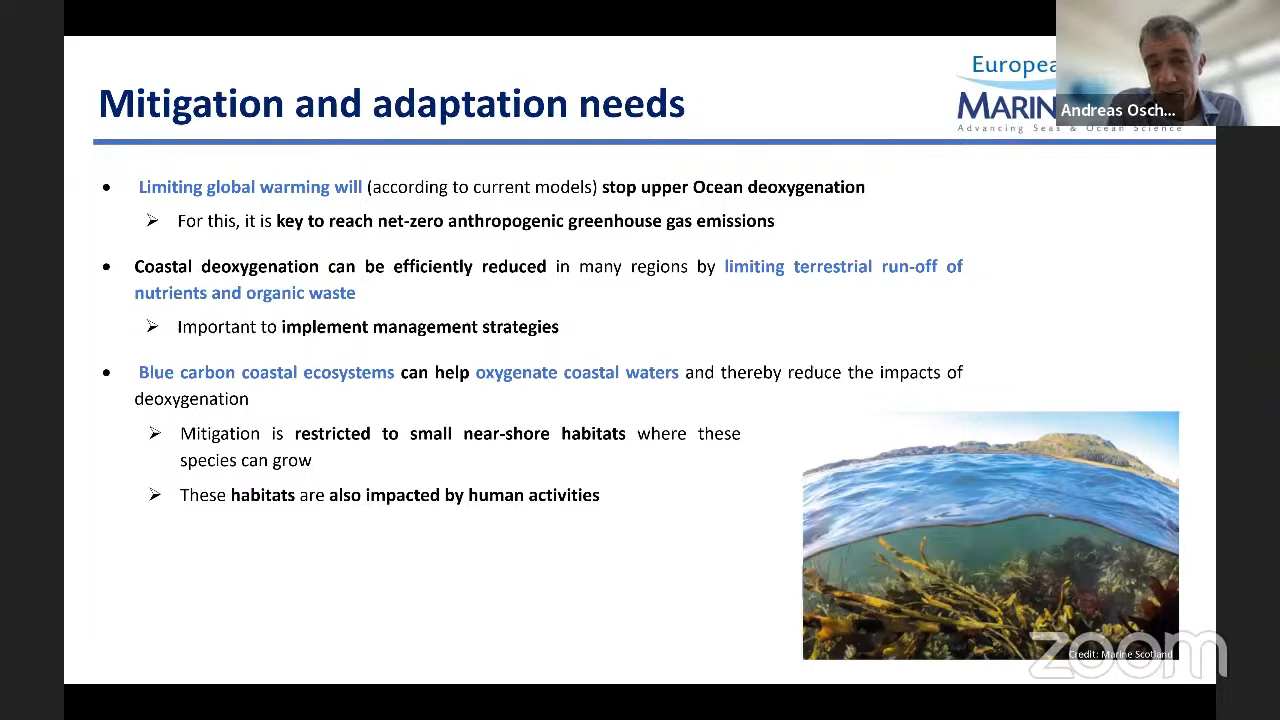 Mitigation and adaptation needs
Europea
MARIN
Advancing Seas & Ocean Science
Andreas Osch...
• Limiting global warming will (according to current models) stop upper Ocean deoxygenation
➢ For this, it is key to reach net-zero anthropogenic greenhouse gas emissions
• Coastal deoxygenation can be efficiently reduced in many regions by limiting terrestrial run-off of
nutrients and organic waste
➢ Important to implement management strategies
• Blue carbon coastal ecosystems can help oxygenate coastal waters and thereby reduce the impacts of
deoxygenation
➢ Mitigation is restricted to small near-shore habitats where these
species can grow
➢ These habitats are also impacted by human activities
Credit: Marine Scotland
zoom